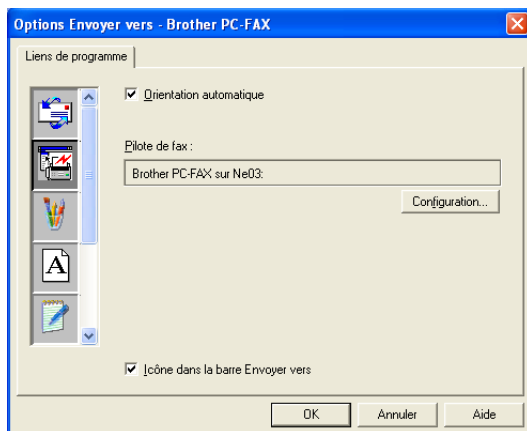 Options Envoyer vers - Brother PC-FAX
Liens de programme
Orientation automatique
Pilote de fax :
Brother PC-FAX sur Ne03:
Configuration...
A
Icône dans la barre Envoyer vers
OK
Annuler
Aide